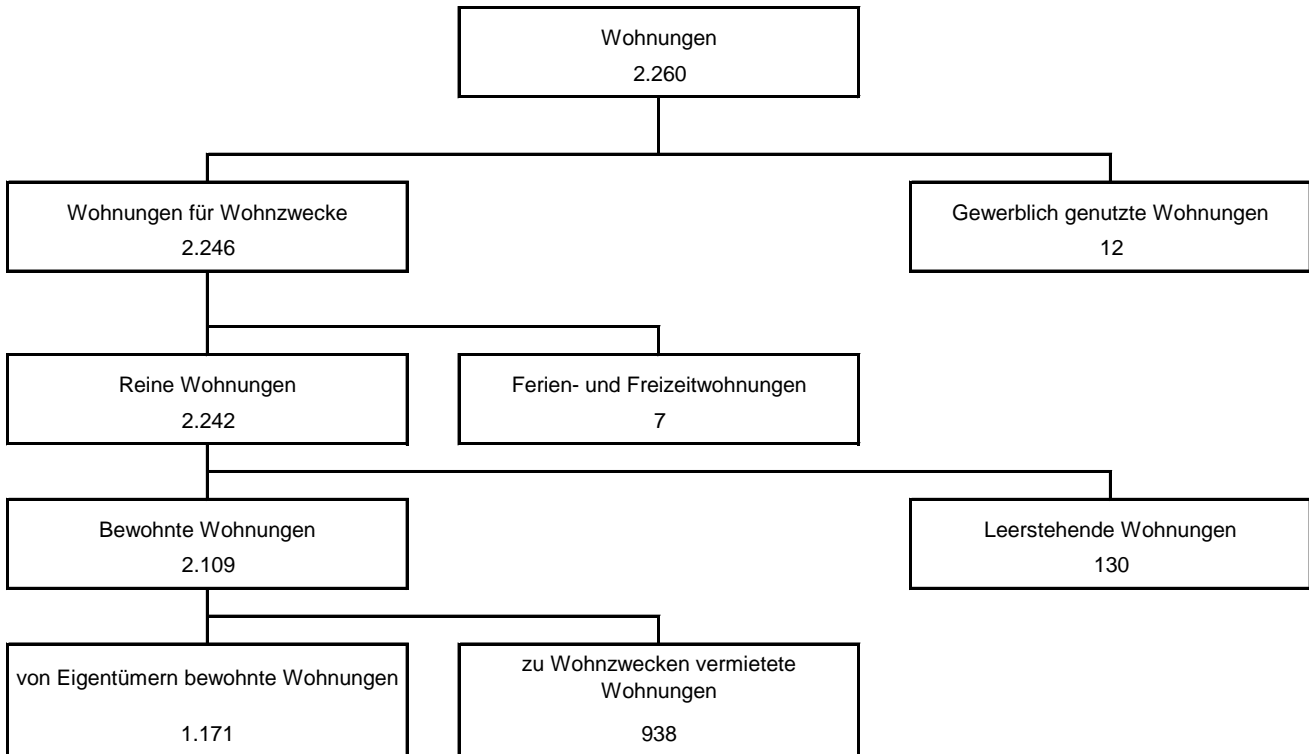 Wohnungen
2.260
Wohnungen für Wohnzwecke
2.246
Gewerblich genutzte Wohnungen
12
Reine Wohnungen
2.242
Ferien- und Freizeitwohnungen
7
Bewohnte Wohnungen
2.109
Leerstehende Wohnungen
130
von Eigentümern bewohnte Wohnungen
1.171
zu Wohnzwecken vermietete
Wohnungen
938